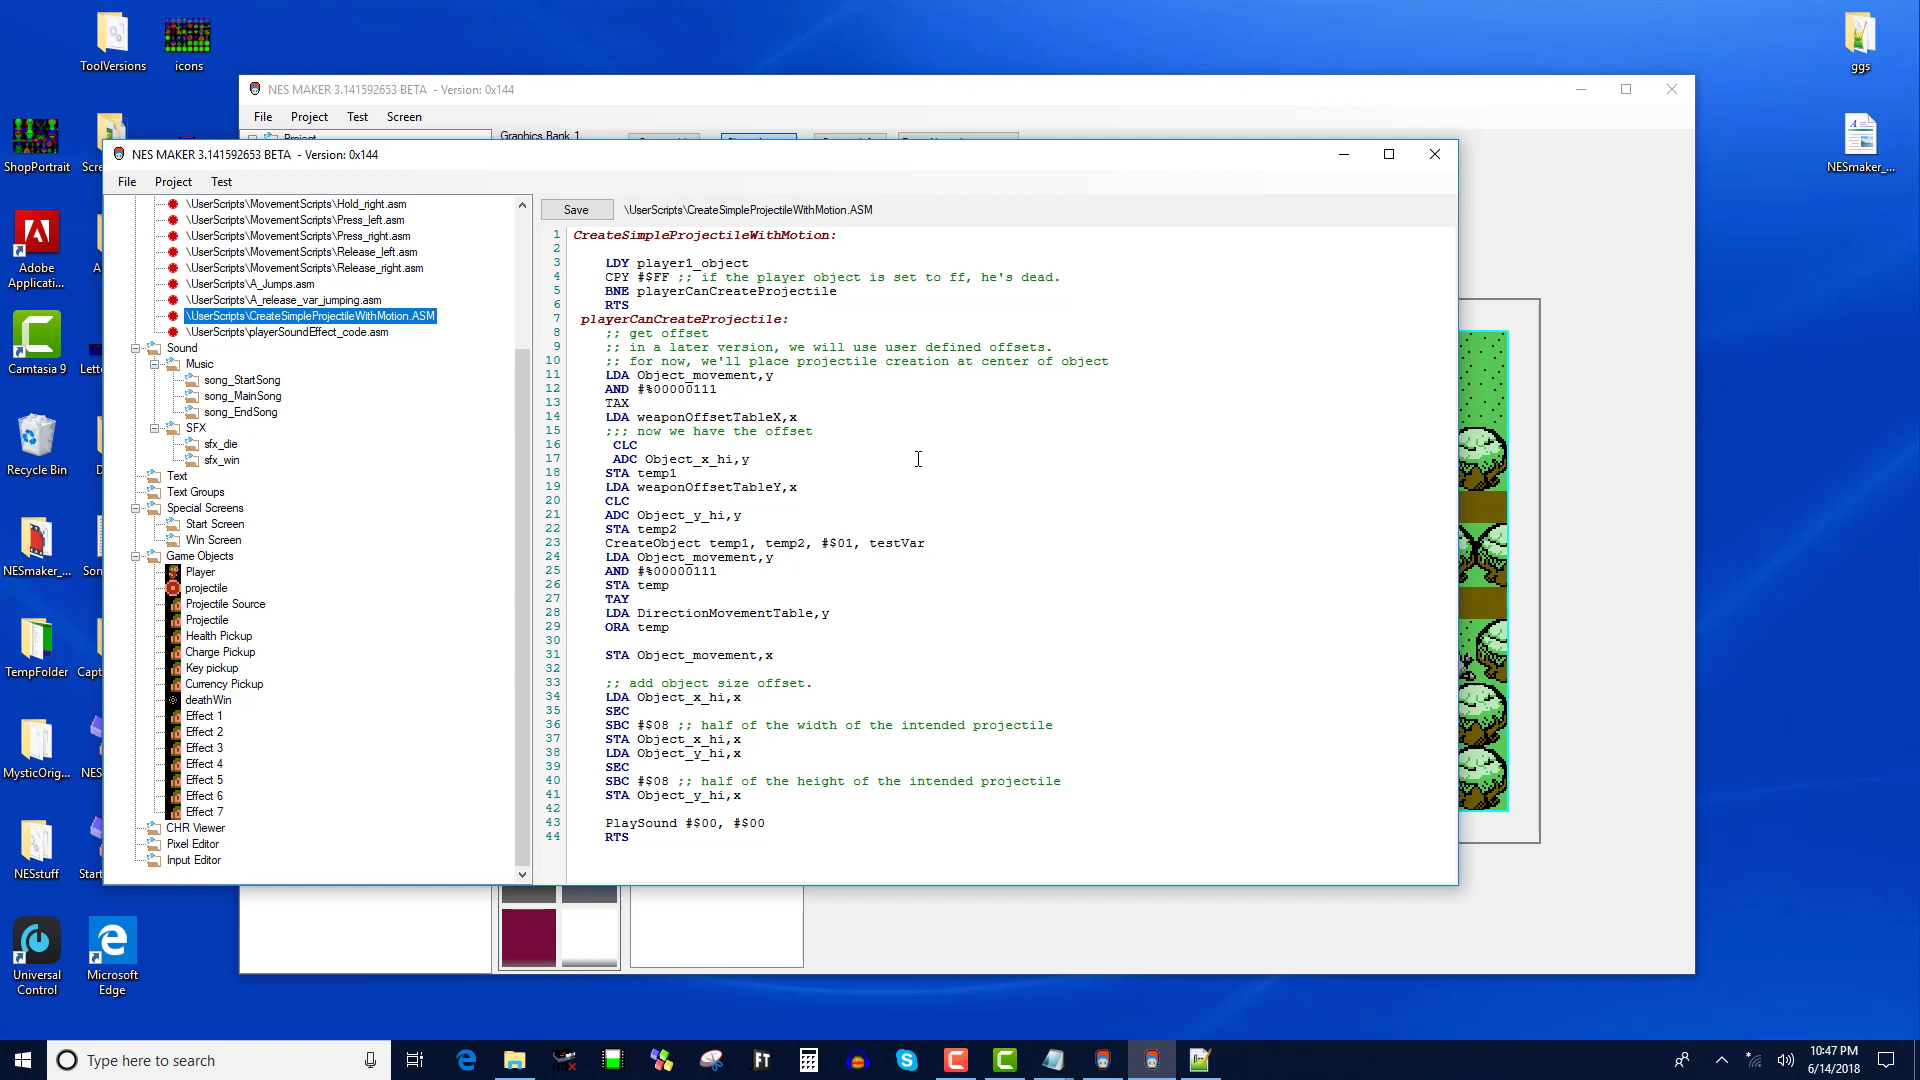 ToolVersions
icons
ggs
ShopPortrait
NESmaker_...
Adobe
Applicati...
Camtasia 9
Recycle Bin
NESmaker_...
TempFolder
MysticOrig...
NESstuff
Universal
Control
Microsoft
Edge
NES MAKER 3.141592653 BETA - Version: 0x144
File Project Test Screen
Graphics Bank 1
NES MAKER 3.141592653 BETA - Version: 0x144
File Project Test
\UserScripts\MovementScripts\Hold_right.asm
\UserScripts\MovementScripts\Press_left.asm
\UserScripts\MovementScripts\Press_right.asm
\UserScripts\MovementScripts\Release_left.asm
\UserScripts\MovementScripts\Release_right.asm
\UserScripts\A_Jumps.asm
\UserScripts\A_release_var_jumping.asm
\UserScripts\CreateSimpleProjectileWithMotion.ASM
\UserScripts\playerSoundEffect_code.asm
Sound
Music
song_StartSong
song_MainSong
song_EndSong
SFX
sfx_die
sfx_win
Text
Text Groups
Special Screens
Start Screen
Win Screen
Game Objects
Player
projectile
Projectile Source
Projectile
Health Pickup
Charge Pickup
Key pickup
Currency Pickup
deathWin
Effect 1
Effect 2
Effect 3
Effect 4
Effect 5
Effect 6
Effect 7
CHR Viewer
Pixel Editor
Input Editor
Save \UserScripts\CreateSimpleProjectileWithMotion.ASM
1 CreateSimpleProjectileWithMotion:
2
3 LDY player1_object
4 CPY #$FF ;; if the player object is set to ff, he's dead.
5 BNE playerCanCreateProjectile
6 RTS
7 playerCanCreateProjectile:
8 ;; get offset
9 ;; in a later version, we will use user defined offsets.
10 ;; for now, we'll place projectile creation at center of object
11 LDA Object_movement,y
12 AND #%00000111
13 TAX
14 LDA weaponOffsetTableX,x
15 ;;; now we have the offset
16 CLC
17 ADC Object_x_hi,y
18 STA temp1
19 LDA weaponOffsetTableY,x
20 CLC
21 ADC Object_y_hi,y
22 STA temp2
23 CreateObject temp1, temp2, #$01, testVar
24 LDA Object_movement,y
25 AND #%00000111
26 STA temp
27 TAY
28 LDA DirectionMovementTable,y
29 ORA temp
30
31 STA Object_movement,x
32
33 ;; add object size offset.
34 LDA Object_x_hi,x
35 SEC
36 SBC #$08 ;; half of the width of the intended projectile
37 STA Object_x_hi,x
38 LDA Object_y_hi,x
39 SEC
40 SBC #$08 ;; half of the height of the intended projectile
41 STA Object_y_hi,x
42
43 PlaySound #$00, #$00
44 RTS
Type here to search
10:47 PM
6/14/2018